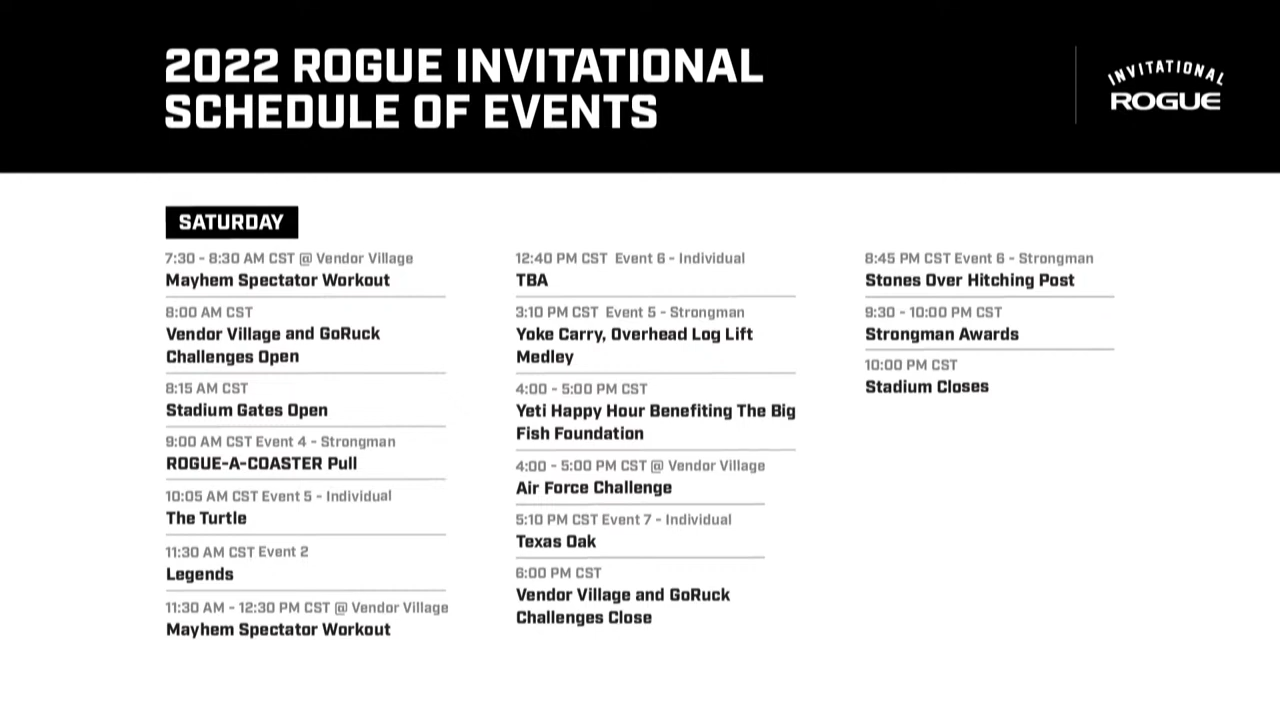 2022 ROGUE INVITATIONAL
SCHEDULE OF EVENTS
INVITATIONAL
ROGUE
SATURDAY
7:30 - 8:30 AM CST @ Vendor Village
Mayhem Spectator Workout
8:00 AM CST
Vendor Village and GoRuck
Challenges Open
8:15 AM CST
Stadium Gates Open
9:00 AM CST Event 4 - Strongman
ROGUE-A-COASTER Pull
10:05 AM CST Event 5 - Individual
The Turtle
11:30 AM CST Event 2
Legends
11:30 AM - 12:30 PM CST @ Vendor Village
Mayhem Spectator Workout
12:40 PM CST Event 6 - Individual
TBA
3:10 PM CST Event 5 - Strongman
Yoke Carry, Overhead Log Lift
Medley
4:00 - 5:00 PM CST
Yeti Happy Hour Benefiting The Big
Fish Foundation
4:00 - 5:00 PM CST @ Vendor Village
Air Force Challenge
5:10 PM CST Event 7 - Individual
Texas Oak
6:00 PM CST
Vendor Village and GoRuck
Challenges Close
8:45 PM CST Event 6 - Strongman
Stones Over Hitching Post
9:30 - 10:00 PM CST
Strongman Awards
10:00 PM CST
Stadium Closes